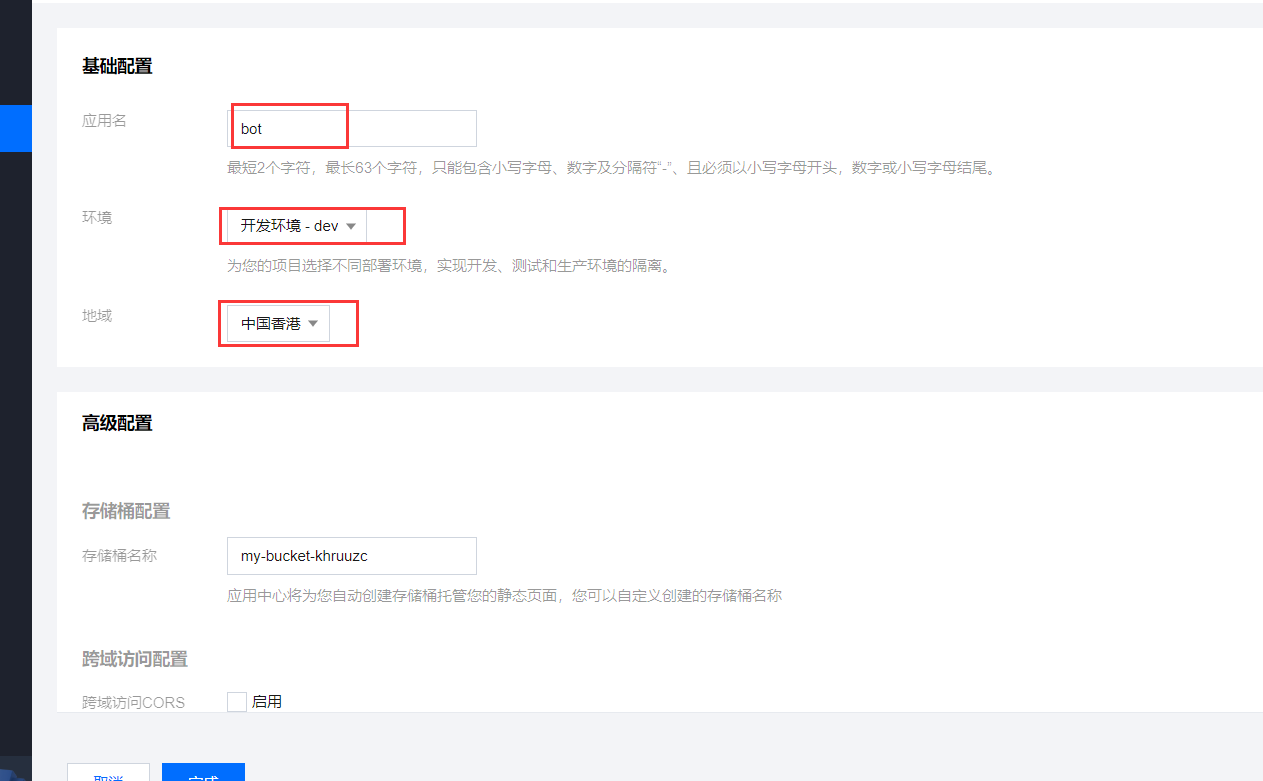 基础配置
应用名
bot
最短2个字符，最长63个字符，只能包含小写字母、数字及分隔符“-”、且必须以小写字母开头，数字或小写字母结尾。
环境
开发环境 - dev
为您的项目选择不同部署环境，实现开发、测试和生产环境的隔离。
地域
中国香港
高级配置
存储桶配置
存储桶名称
my-bucket-khruuzc
应用中心将为您自动创建存储桶托管您的静态页面，您可以自定义创建的存储桶名称
跨域访问配置
跨域访问CORS
启用
取消
完成